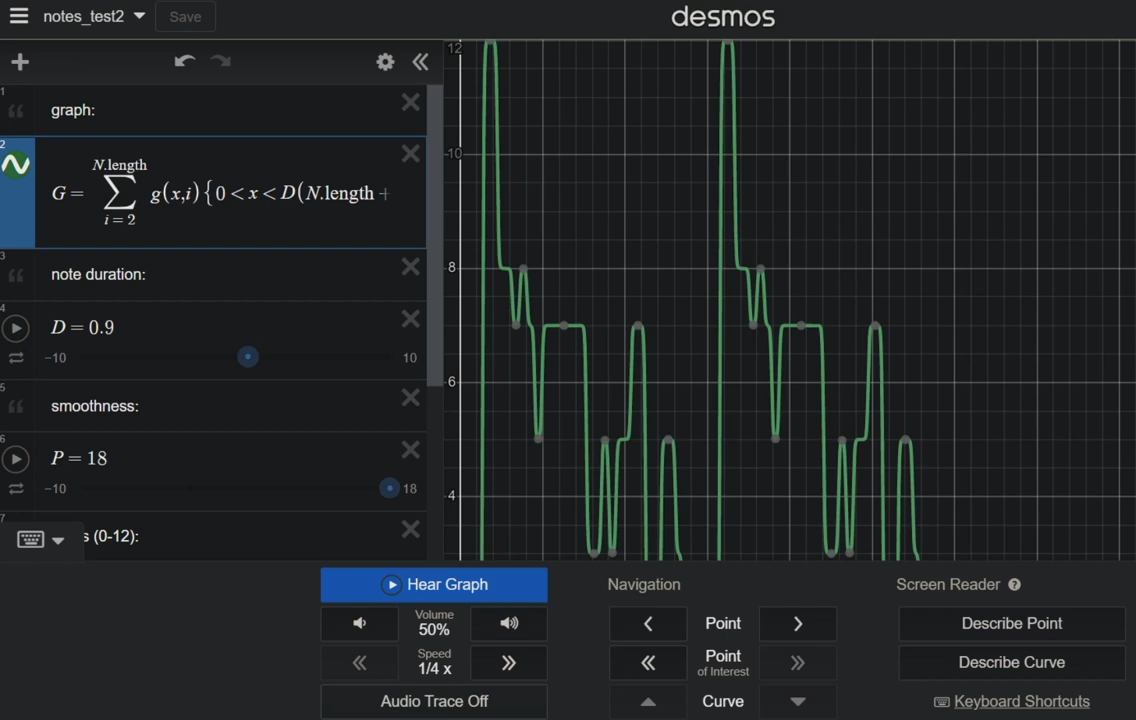 notes_test2
Save
desmos
1
graph:
2
N.length
G = ∑ g(x,i) {0 < x < D(N.length +
i = 2
3
note duration:
4
D = 0.9
-10
10
5
smoothness:
6
P = 18
-10
18
7
s (0-12):
12
10
8
6
4
Hear Graph
Volume
50%
Speed
1/4 x
Audio Trace Off
Navigation
Point
Point
of Interest
Curve
Screen Reader ?
Describe Point
Describe Curve
Keyboard Shortcuts